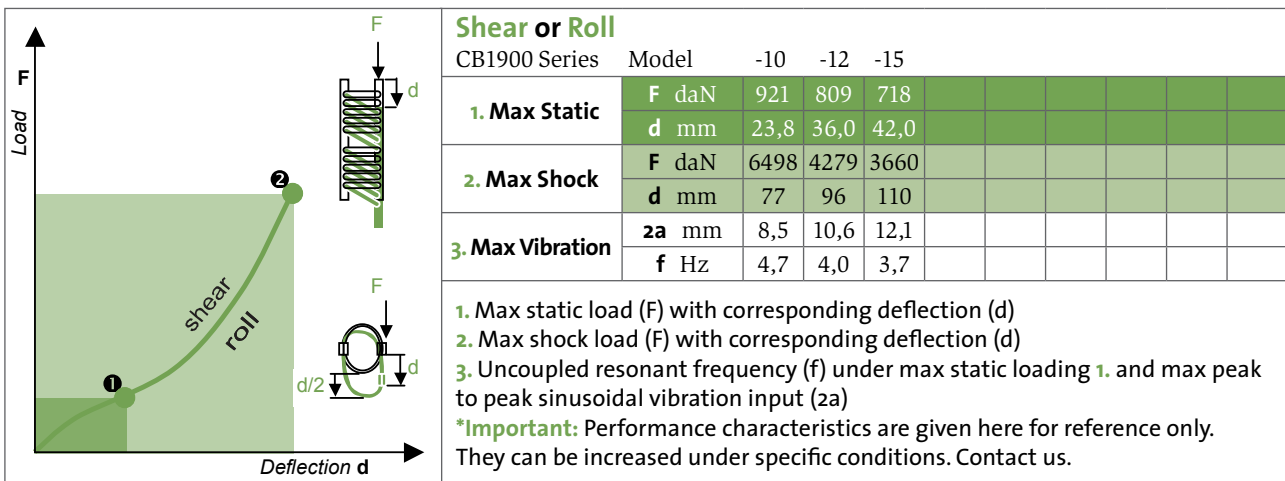 F
Load
F
d
❷
shear
roll
F
❶
d/2
d
Deflection d
Shear or Roll
CB1900 Series Model -10 -12 -15
1. Max Static
F daN 921 809 718
d mm 23,8 36,0 42,0
2. Max Shock
F daN 6498 4279 3660
d mm 77 96 110
3. Max Vibration
2a mm 8,5 10,6 12,1
f Hz 4,7 4,0 3,7
1. Max static load (F) with corresponding deflection (d)
2. Max shock load (F) with corresponding deflection (d)
3. Uncoupled resonant frequency (f) under max static loading 1. and max peak
to peak sinusoidal vibration input (2a)
*Important: Performance characteristics are given here for reference only.
They can be increased under specific conditions. Contact us.